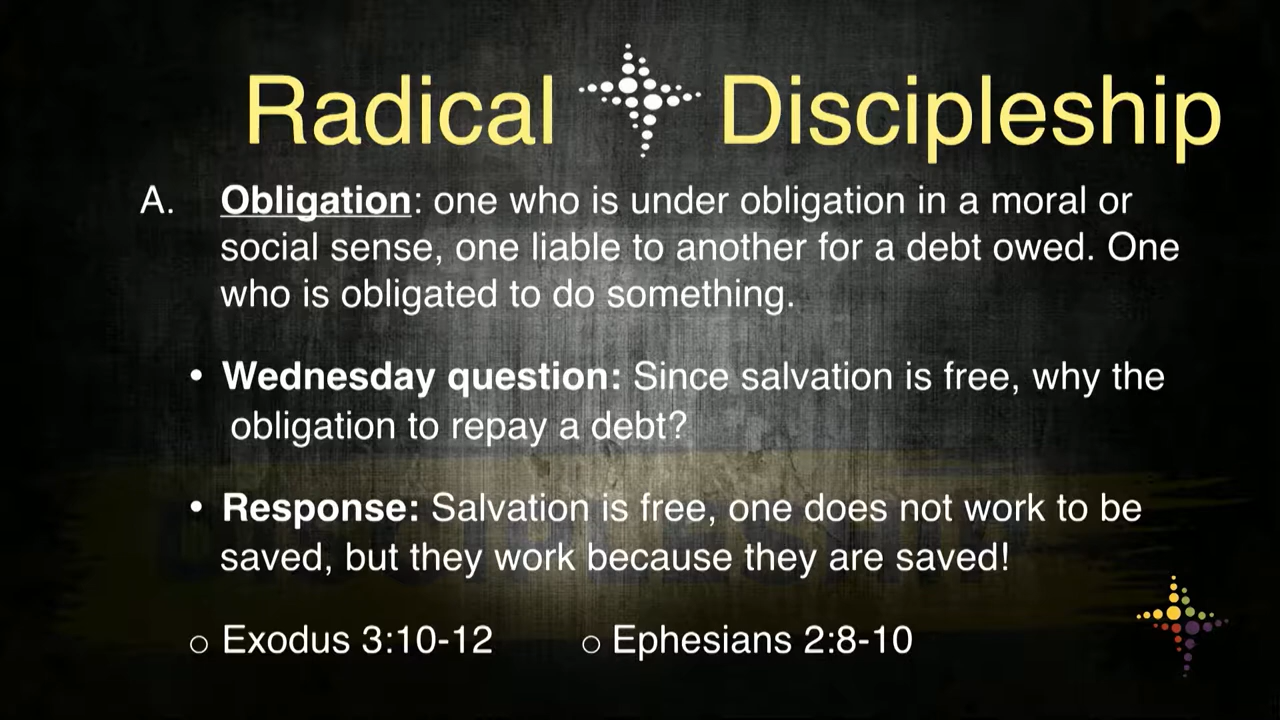 Radical Discipleship
A. Obligation: one who is under obligation in a moral or
social sense, one liable to another for a debt owed. One
who is obligated to do something.
• Wednesday question: Since salvation is free, why the
obligation to repay a debt?
• Response: Salvation is free, one does not work to be
saved, but they work because they are saved!
○ Exodus 3:10-12 ○ Ephesians 2:8-10